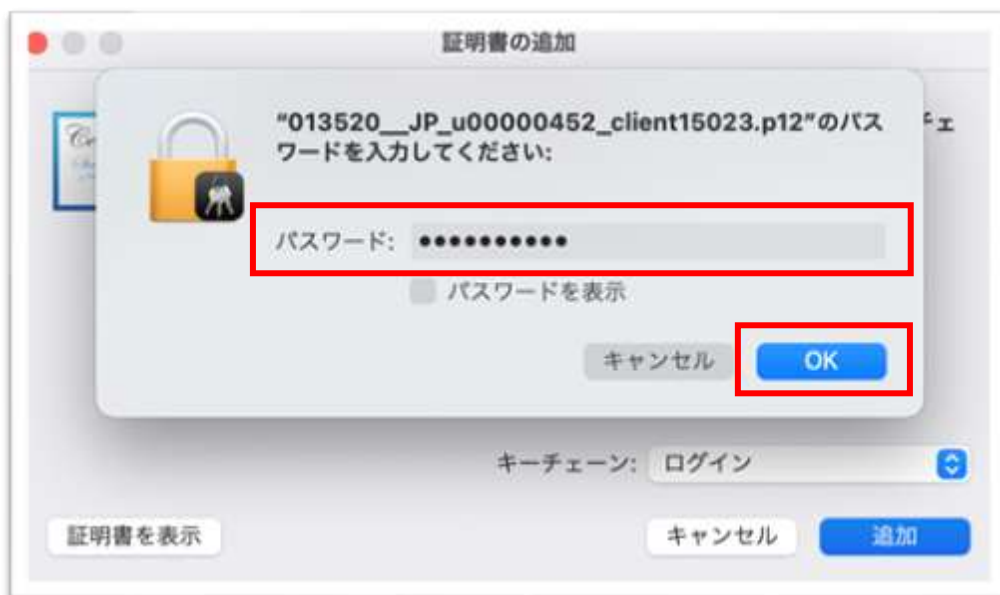 証明書の追加
"013520__JP_u00000452_client15023.p12"のパス
ワードを入力してください:
チェ
パスワード: ••••••••••
パスワードを表示
キャンセル
OK
キーチェーン: ログイン
証明書を表示
キャンセル
追加